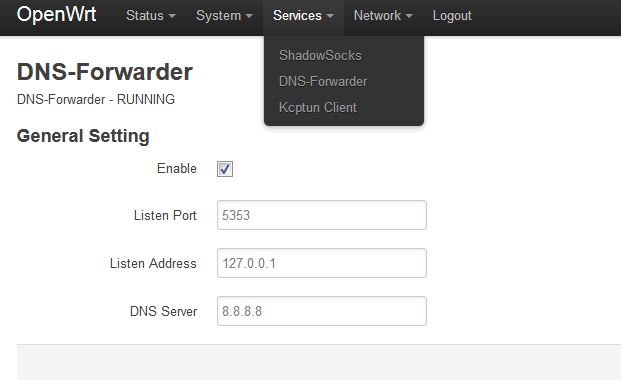 OpenWrt Status System Services Network Logout
ShadowSocks
DNS-Forwarder
Kcptun Client
DNS-Forwarder
DNS-Forwarder - RUNNING
General Setting
Enable
Listen Port 5353
Listen Address 127.0.0.1
DNS Server 8.8.8.8